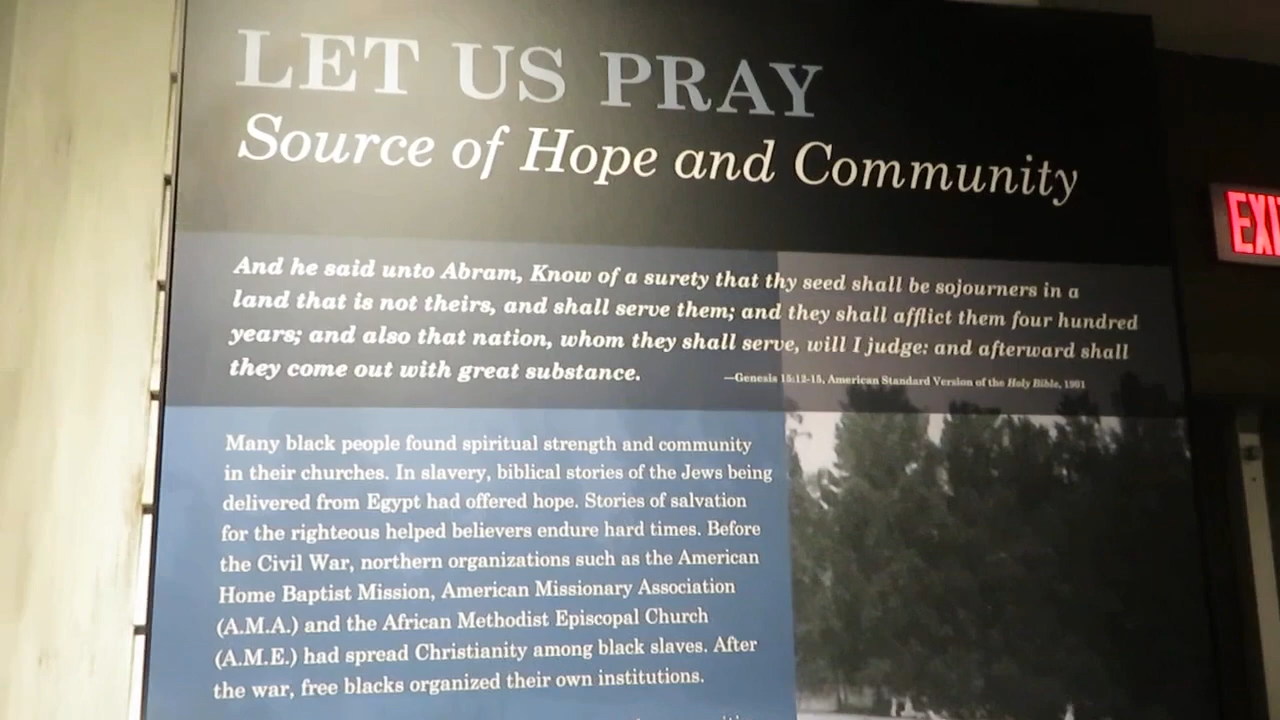 LET US PRAY
Source of Hope and Community
And he said unto Abram, Know of a surety that thy seed shall be sojourners in a
land that is not theirs, and shall serve them; and they shall afflict them four hundred
years; and also that nation, whom they shall serve, will I judge: and afterward shall
they come out with great substance.
—Genesis 15:13-15, American Standard Version of the Holy Bible, 1901
Many black people found spiritual strength and community
in their churches. In slavery, biblical stories of the Jews being
delivered from Egypt had offered hope. Stories of salvation
for the righteous helped believers endure hard times. Before
the Civil War, northern organizations such as the American
Home Baptist Mission, American Missionary Association
(A.M.A.) and the African Methodist Episcopal Church
(A.M.E.) had spread Christianity among black slaves. After
the war, free blacks organized their own institutions.
EXI